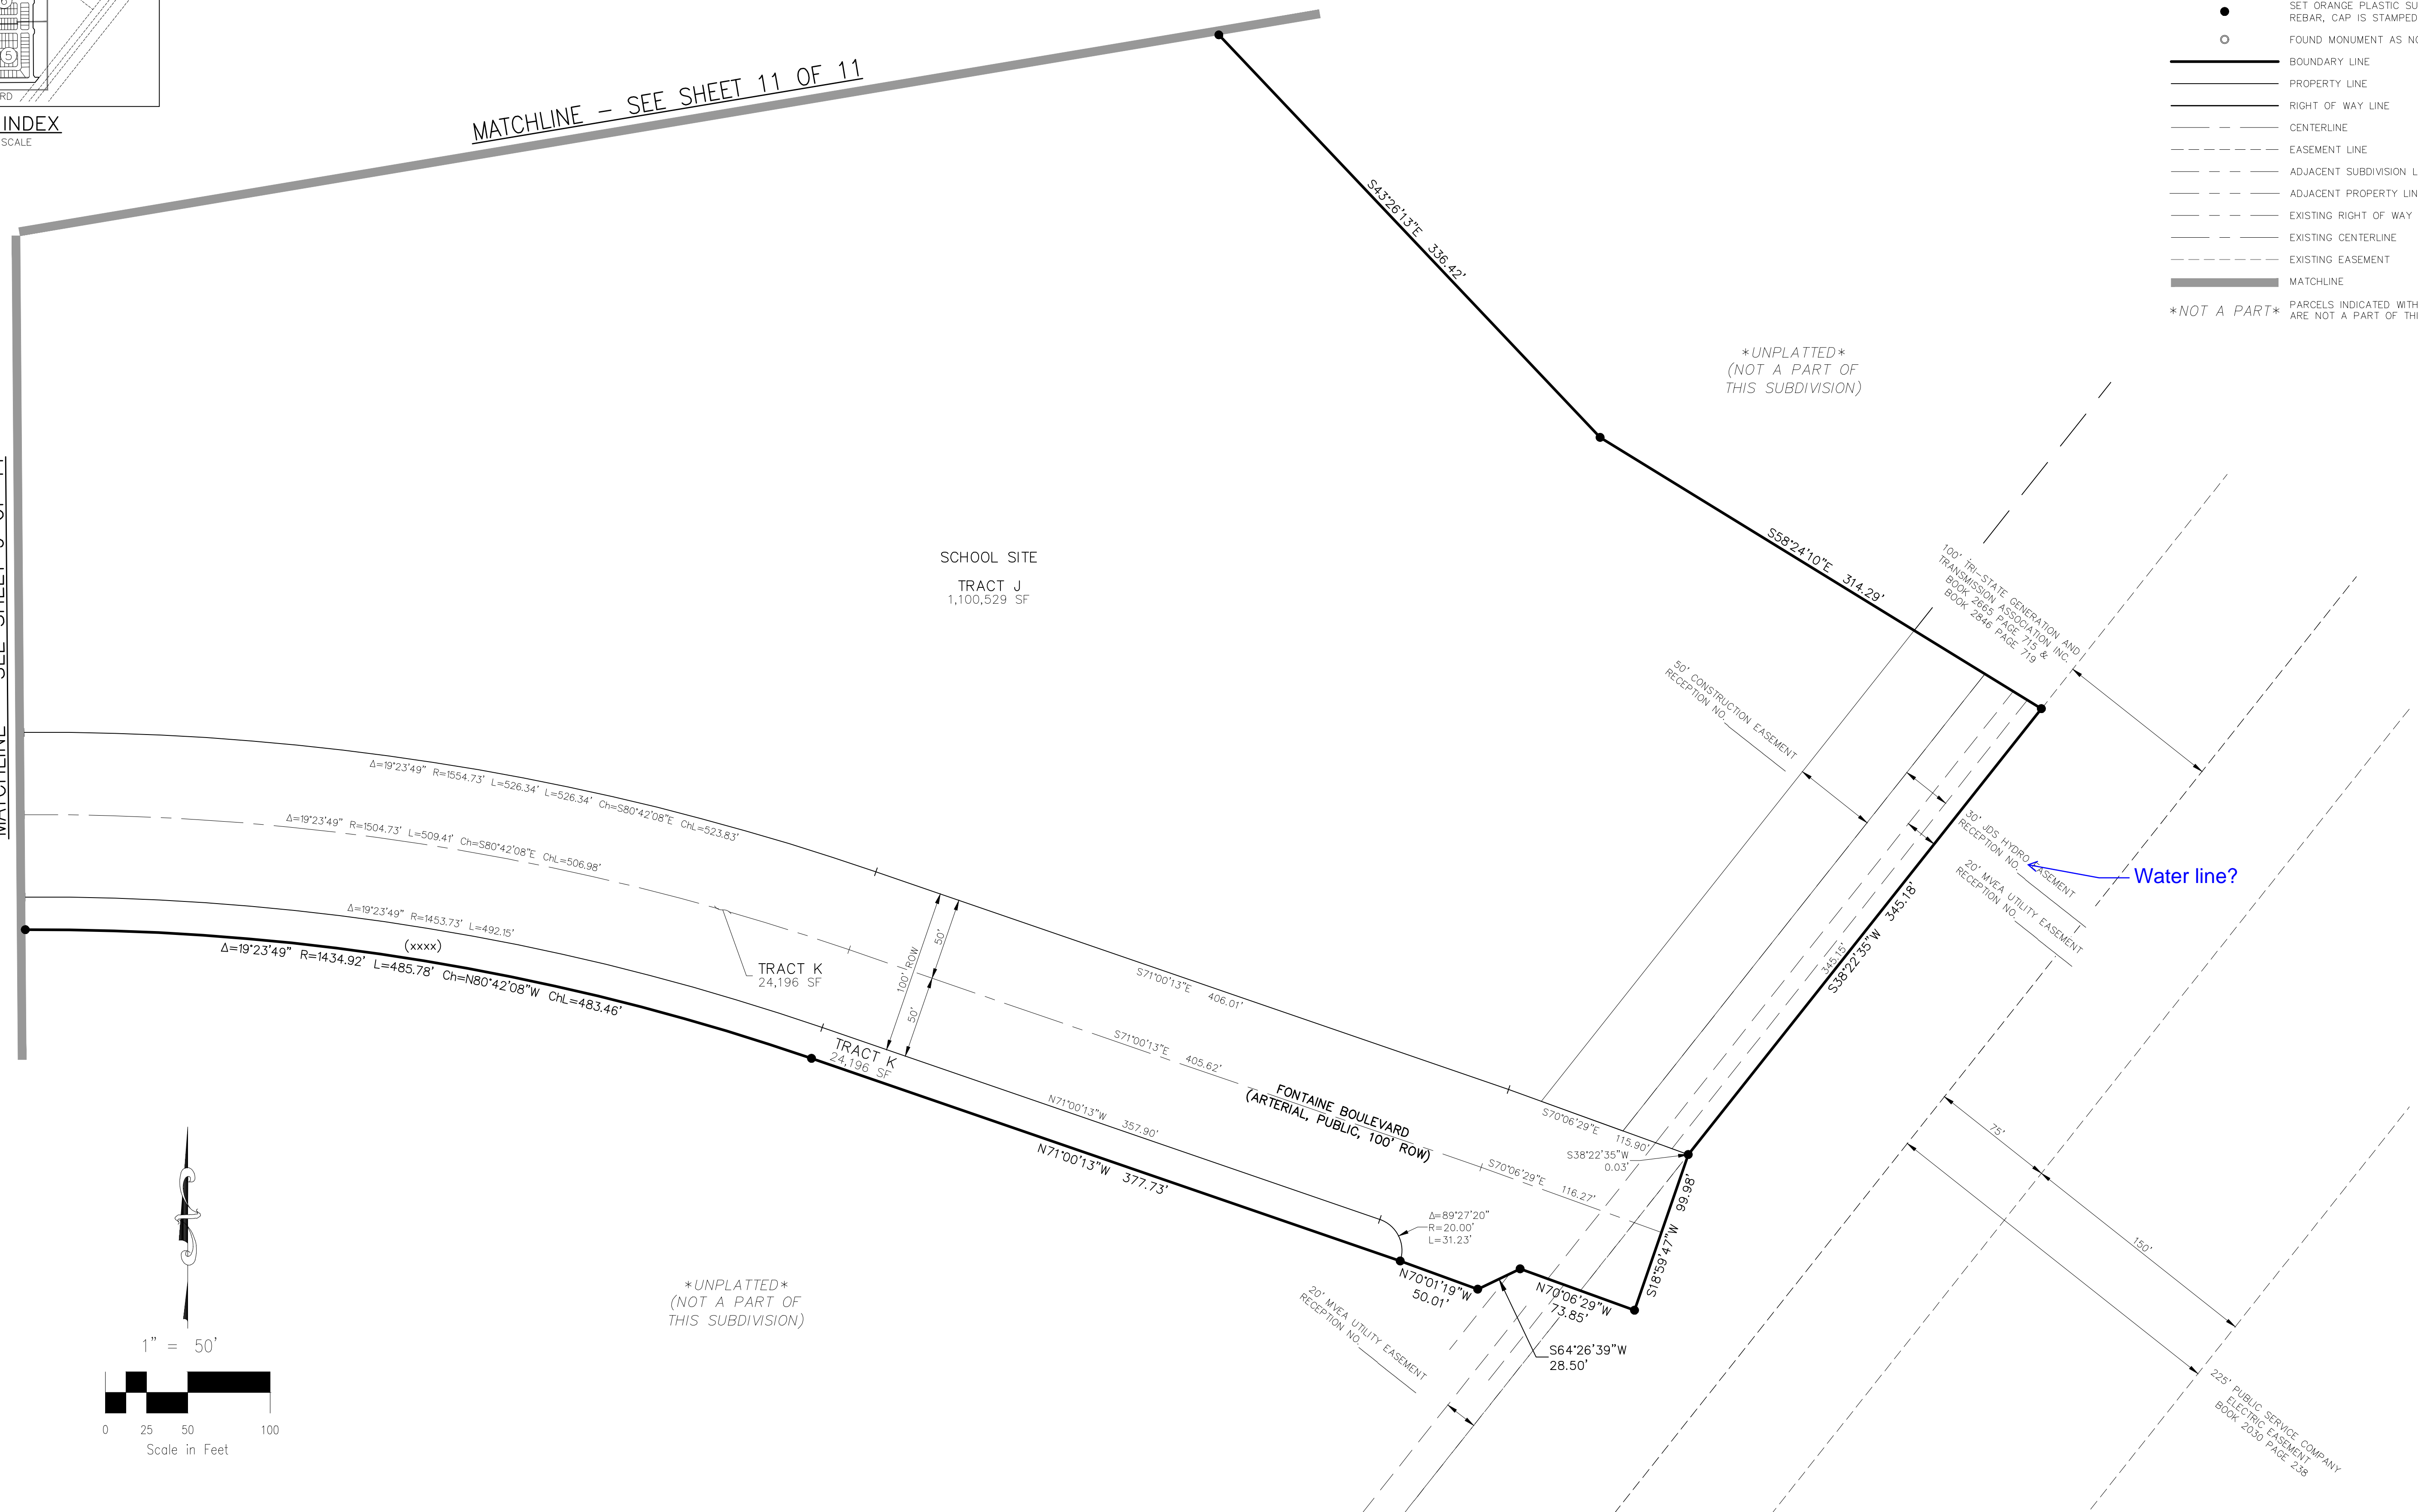 5
RD
INDEX
SCALE
MATCHLINE - SEE SHEET 11 OF 11
SET ORANGE PLASTIC SU
REBAR, CAP IS STAMPED
FOUND MONUMENT AS NO
BOUNDARY LINE
PROPERTY LINE
RIGHT OF WAY LINE
CENTERLINE
EASEMENT LINE
ADJACENT SUBDIVISION L
ADJACENT PROPERTY LIN
EXISTING RIGHT OF WAY
EXISTING CENTERLINE
EXISTING EASEMENT
MATCHLINE
*NOT A PART*
PARCELS INDICATED WITH
ARE NOT A PART OF THI
S43°26'13"E 336.42'
*UNPLATTED*
(NOT A PART OF
THIS SUBDIVISION)
S58°24'10"E 314.29'
100' TRI-STATE GENERATION AND
TRANSMISSION ASSOCIATION INC.
BOOK 2665 PAGE 715 &
BOOK 2846 PAGE 719
SCHOOL SITE
TRACT J
1,100,529 SF
50' CONSTRUCTION EASEMENT
RECEPTION NO.
Δ=19°23'49" R=1554.73' L=526.34' L=526.34' Ch=S80°42'08"E ChL=523.83'
Δ=19°23'49" R=1504.73' L=509.41' Ch=S80°42'08"E ChL=506.98'
Δ=19°23'49" R=1453.73' L=492.15'
(xxxx)
Δ=19°23'49" R=1434.92' L=485.78' Ch=N80°42'08"W ChL=483.46'
30' JDS HYDRO EASEMENT
RECEPTION NO.
Water line?
20' MVEA UTILITY EASEMENT
RECEPTION NO.
345.15'
S38°22'35"W 345.18'
TRACT K
24,196 SF
100' ROW
50'
50'
S71°00'13"E 406.01'
S71°00'13"E 405.62'
TRACT K
24,196 SF
FONTAINE BOULEVARD
(ARTERIAL, PUBLIC, 100' ROW)
N71°00'13"W 357.90'
N71°00'13"W 377.73'
S70°06'29"E 115.90'
S38°22'35"W
0.03'
S70°06'29"E 116.27'
Δ=89°27'20"
R=20.00'
L=31.23'
S18°59'47"W 99.98'
N70°01'19"W
50.01'
N70°06'29"W
73.85'
S64°26'39"W
28.50'
75'
150'
*UNPLATTED*
(NOT A PART OF
THIS SUBDIVISION)
20' MVEA UTILITY EASEMENT
RECEPTION NO.
225' PUBLIC SERVICE COMPANY
ELECTRIC EASEMENT
BOOK 2030 PAGE 238
1" = 50'
0 25 50 100
Scale in Feet